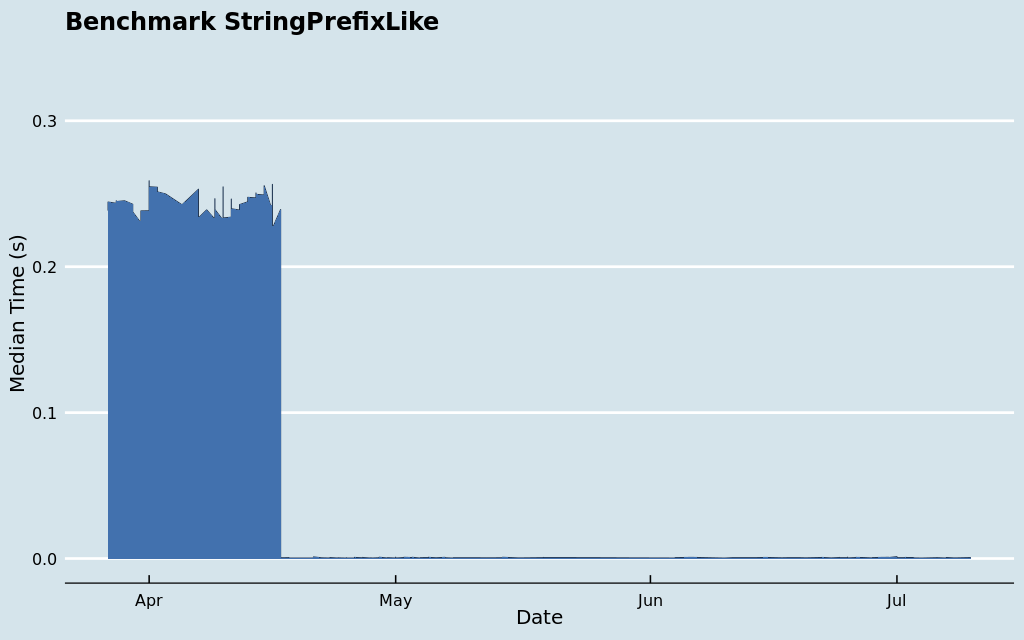 Benchmark StringPrefixLike
0.3
0.2
0.1
0.0
Median Time (s)
Apr
May
Jun
Jul
Date